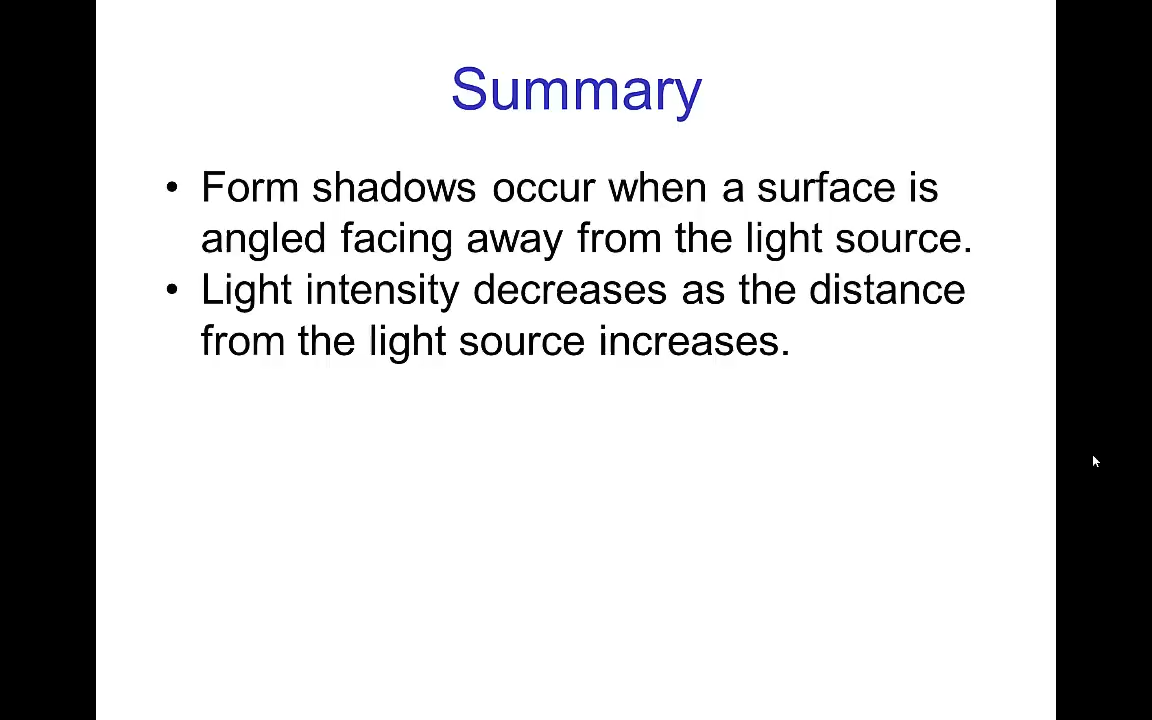 Summary
• Form shadows occur when a surface is
angled facing away from the light source.
• Light intensity decreases as the distance
from the light source increases.